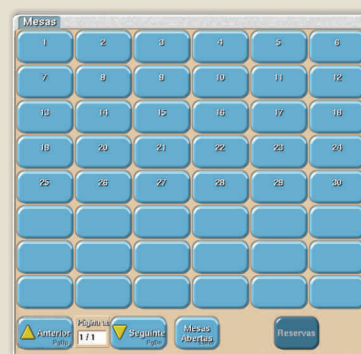 Mesas
1 2 3 4 5 6
7 8 9 10 11 12
13 14 15 16 17 18
19 20 21 22 23 24
25 26 27 28 29 30
Página
Anterior 1 / 1 Seguinte Mesas Abertas Reservas
PgUp PgDn